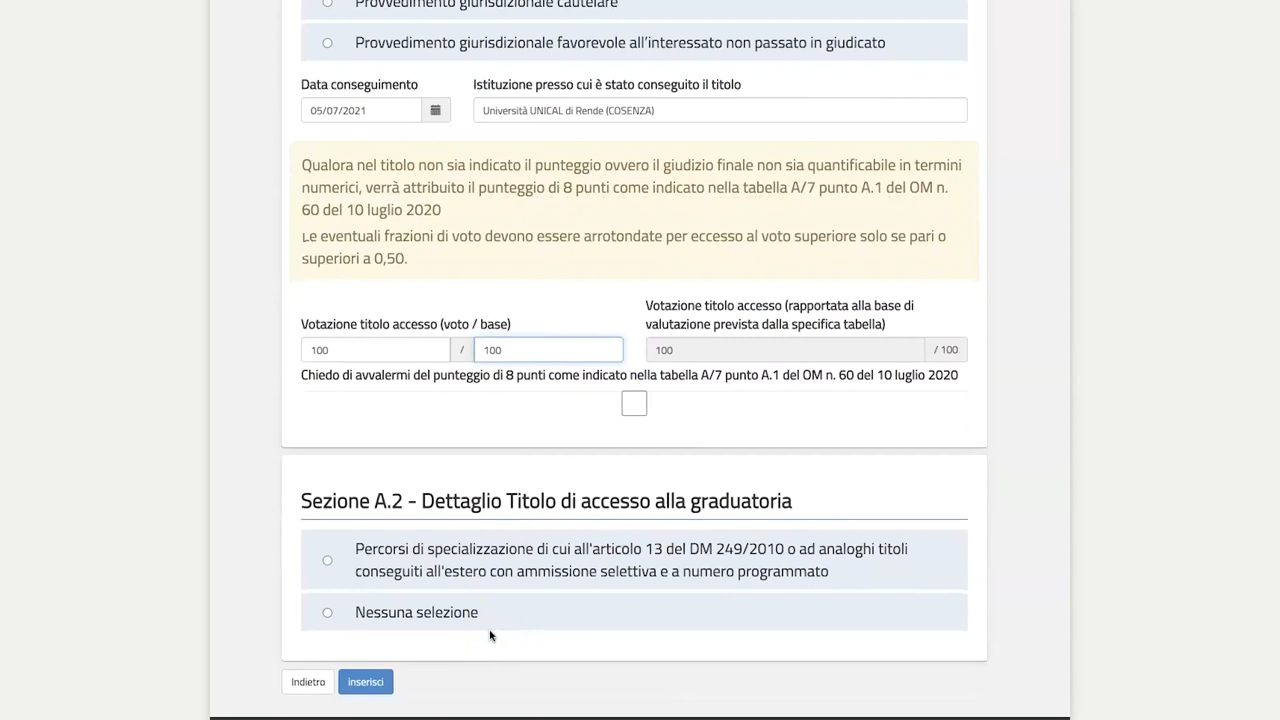 Provvedimento giurisdizionale cautelare
Provvedimento giurisdizionale favorevole all’interessato non passato in giudicato
Data conseguimento
Istituzione presso cui è stato conseguito il titolo
05/07/2021
Università UNICAL di Rende (COSENZA)
Qualora nel titolo non sia indicato il punteggio ovvero il giudizio finale non sia quantificabile in termini
numerici, verrà attribuito il punteggio di 8 punti come indicato nella tabella A/7 punto A.1 del OM n.
60 del 10 luglio 2020
Le eventuali frazioni di voto devono essere arrotondate per eccesso al voto superiore solo se pari o
superiori a 0,50.
Votazione titolo accesso (rapportata alla base di
valutazione prevista dalla specifica tabella)
Votazione titolo accesso (voto / base)
100 / 100
100 / 100
Chiedo di avvalermi del punteggio di 8 punti come indicato nella tabella A/7 punto A.1 del OM n. 60 del 10 luglio 2020
Sezione A.2 - Dettaglio Titolo di accesso alla graduatoria
Percorsi di specializzazione di cui all'articolo 13 del DM 249/2010 o ad analoghi titoli
conseguiti all'estero con ammissione selettiva e a numero programmato
Nessuna selezione
Indietro
inserisci